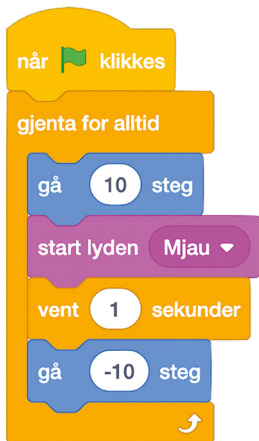 når klikkes
gjenta for alltid
gå 10 steg
start lyden Mjau
vent 1 sekunder
gå -10 steg